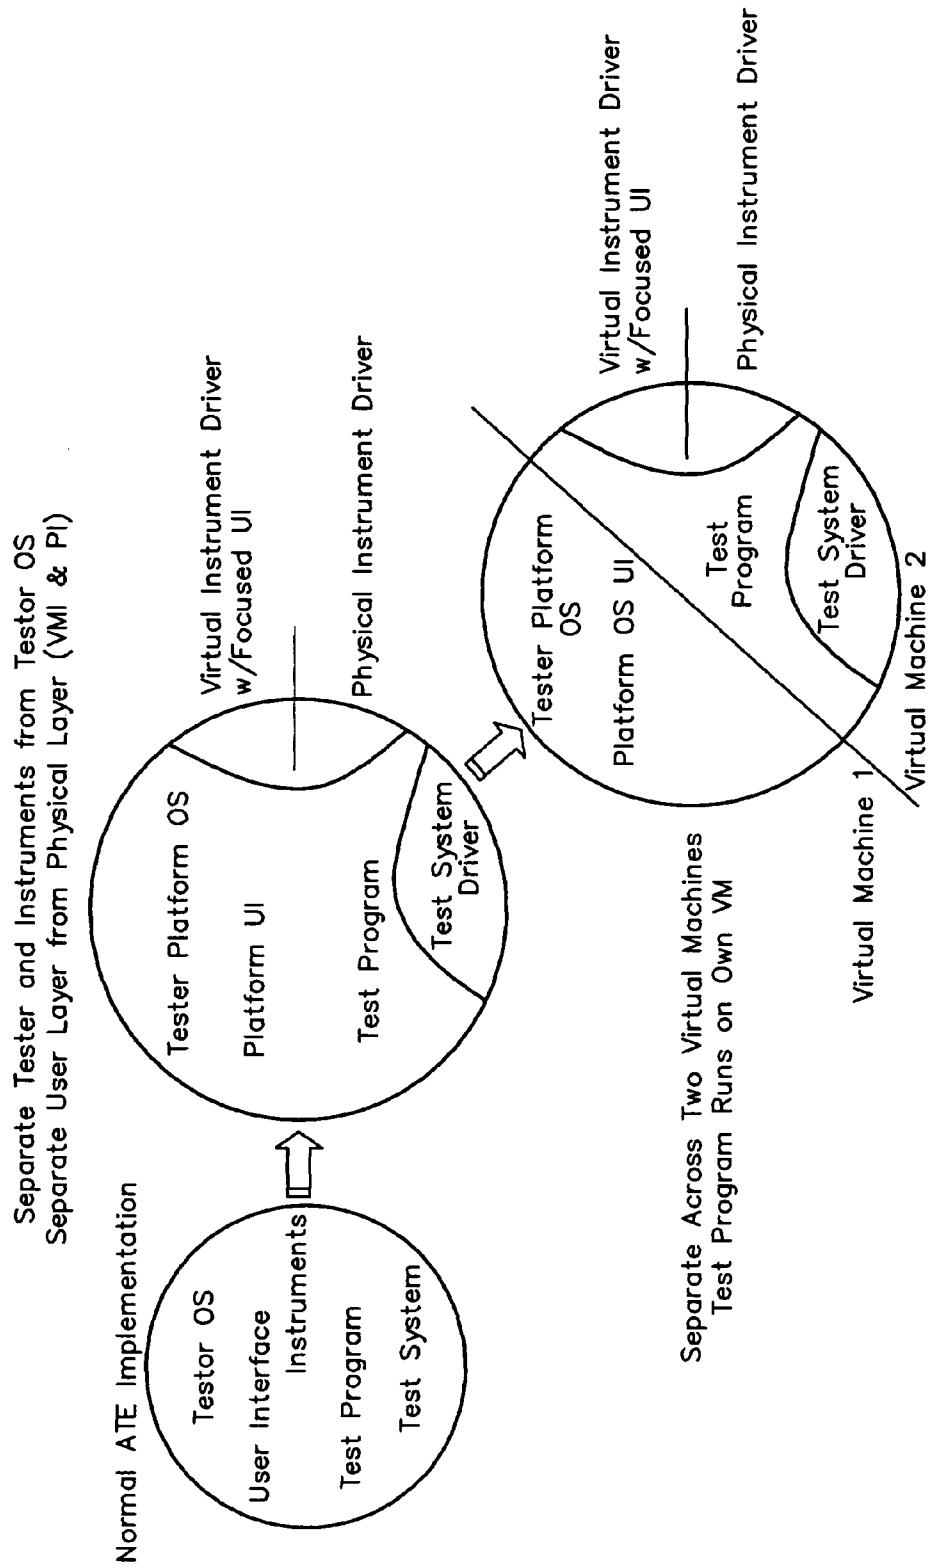 Separate Tester and Instruments from Testor OS
Separate User Layer from Physical Layer (VMI & PI)
Normal ATE Implementation
Testor OS
User Interface
Instruments
Test Program
Test System
Tester Platform OS
Platform UI
Test Program
Test System
Driver
Virtual Instrument Driver
w/Focused UI
Physical Instrument Driver
Tester Platform
OS
Platform OS UI
Test
Program
Test System
Driver
Virtual Instrument Driver
w/Focused UI
Physical Instrument Driver
Separate Across Two Virtual Machines
Test Program Runs on Own VM
Virtual Machine 1
Virtual Machine 2